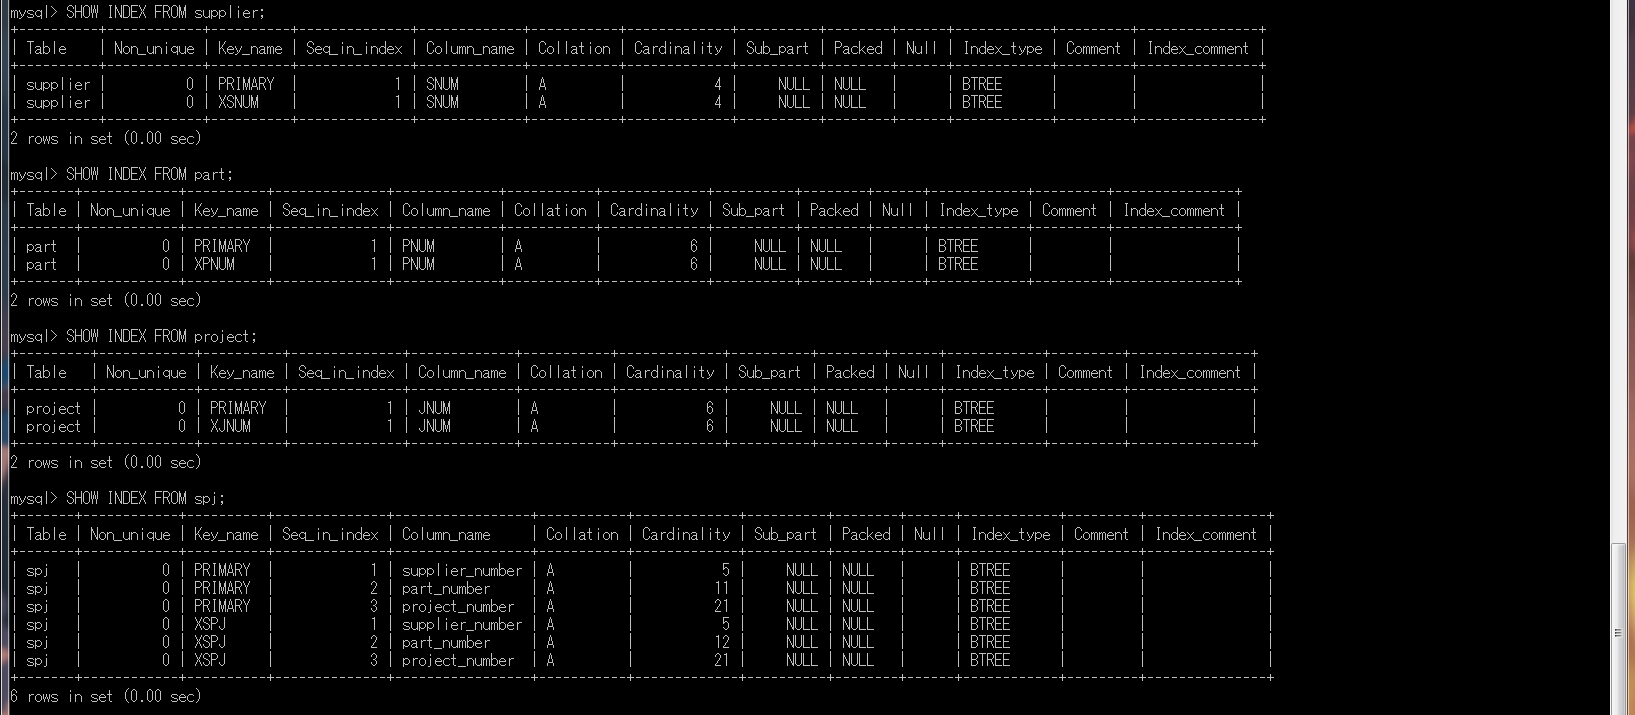 mysql> SHOW INDEX FROM supplier;
+----------+------------+----------+--------------+-------------+-----------+-------------+----------+--------+------+------------+---------+---------------+
| Table    | Non_unique | Key_name | Seq_in_index | Column_name | Collation | Cardinality | Sub_part | Packed | Null | Index_type | Comment | Index_comment |
+----------+------------+----------+--------------+-------------+-----------+-------------+----------+--------+------+------------+---------+---------------+
| supplier |          0 | PRIMARY  |            1 | SNUM        | A         |           4 |     NULL | NULL   |      | BTREE      |         |               |
| supplier |          0 | XSNUM    |            1 | SNUM        | A         |           4 |     NULL | NULL   |      | BTREE      |         |               |
+----------+------------+----------+--------------+-------------+-----------+-------------+----------+--------+------+------------+---------+---------------+
2 rows in set (0.00 sec)
mysql> SHOW INDEX FROM part;
+-------+------------+----------+--------------+-------------+-----------+-------------+----------+--------+------+------------+---------+---------------+
| Table | Non_unique | Key_name | Seq_in_index | Column_name | Collation | Cardinality | Sub_part | Packed | Null | Index_type | Comment | Index_comment |
+-------+------------+----------+--------------+-------------+-----------+-------------+----------+--------+------+------------+---------+---------------+
| part  |          0 | PRIMARY  |            1 | PNUM        | A         |           6 |     NULL | NULL   |      | BTREE      |         |               |
| part  |          0 | XPNUM    |            1 | PNUM        | A         |           6 |     NULL | NULL   |      | BTREE      |         |               |
+-------+------------+----------+--------------+-------------+-----------+-------------+----------+--------+------+------------+---------+---------------+
2 rows in set (0.00 sec)
mysql> SHOW INDEX FROM project;
+---------+------------+----------+--------------+-------------+-----------+-------------+----------+--------+------+------------+---------+---------------+
| Table   | Non_unique | Key_name | Seq_in_index | Column_name | Collation | Cardinality | Sub_part | Packed | Null | Index_type | Comment | Index_comment |
+---------+------------+----------+--------------+-------------+-----------+-------------+----------+--------+------+------------+---------+---------------+
| project |          0 | PRIMARY  |            1 | JNUM        | A         |           6 |     NULL | NULL   |      | BTREE      |         |               |
| project |          0 | XJNUM    |            1 | JNUM        | A         |           6 |     NULL | NULL   |      | BTREE      |         |               |
+---------+------------+----------+--------------+-------------+-----------+-------------+----------+--------+------+------------+---------+---------------+
2 rows in set (0.00 sec)
mysql> SHOW INDEX FROM spj;
+-------+------------+----------+--------------+-----------------+-----------+-------------+----------+--------+------+------------+---------+---------------+
| Table | Non_unique | Key_name | Seq_in_index | Column_name     | Collation | Cardinality | Sub_part | Packed | Null | Index_type | Comment | Index_comment |
+-------+------------+----------+--------------+-----------------+-----------+-------------+----------+--------+------+------------+---------+---------------+
| spj   |          0 | PRIMARY  |            1 | supplier_number | A         |           5 |     NULL | NULL   |      | BTREE      |         |               |
| spj   |          0 | PRIMARY  |            2 | part_number     | A         |          11 |     NULL | NULL   |      | BTREE      |         |               |
| spj   |          0 | PRIMARY  |            3 | project_number  | A         |          21 |     NULL | NULL   |      | BTREE      |         |               |
| spj   |          0 | XSPJ     |            1 | supplier_number | A         |           5 |     NULL | NULL   |      | BTREE      |         |               |
| spj   |          0 | XSPJ     |            2 | part_number     | A         |          12 |     NULL | NULL   |      | BTREE      |         |               |
| spj   |          0 | XSPJ     |            3 | project_number  | A         |          21 |     NULL | NULL   |      | BTREE      |         |               |
+-------+------------+----------+--------------+-----------------+-----------+-------------+----------+--------+------+------------+---------+---------------+
6 rows in set (0.00 sec)